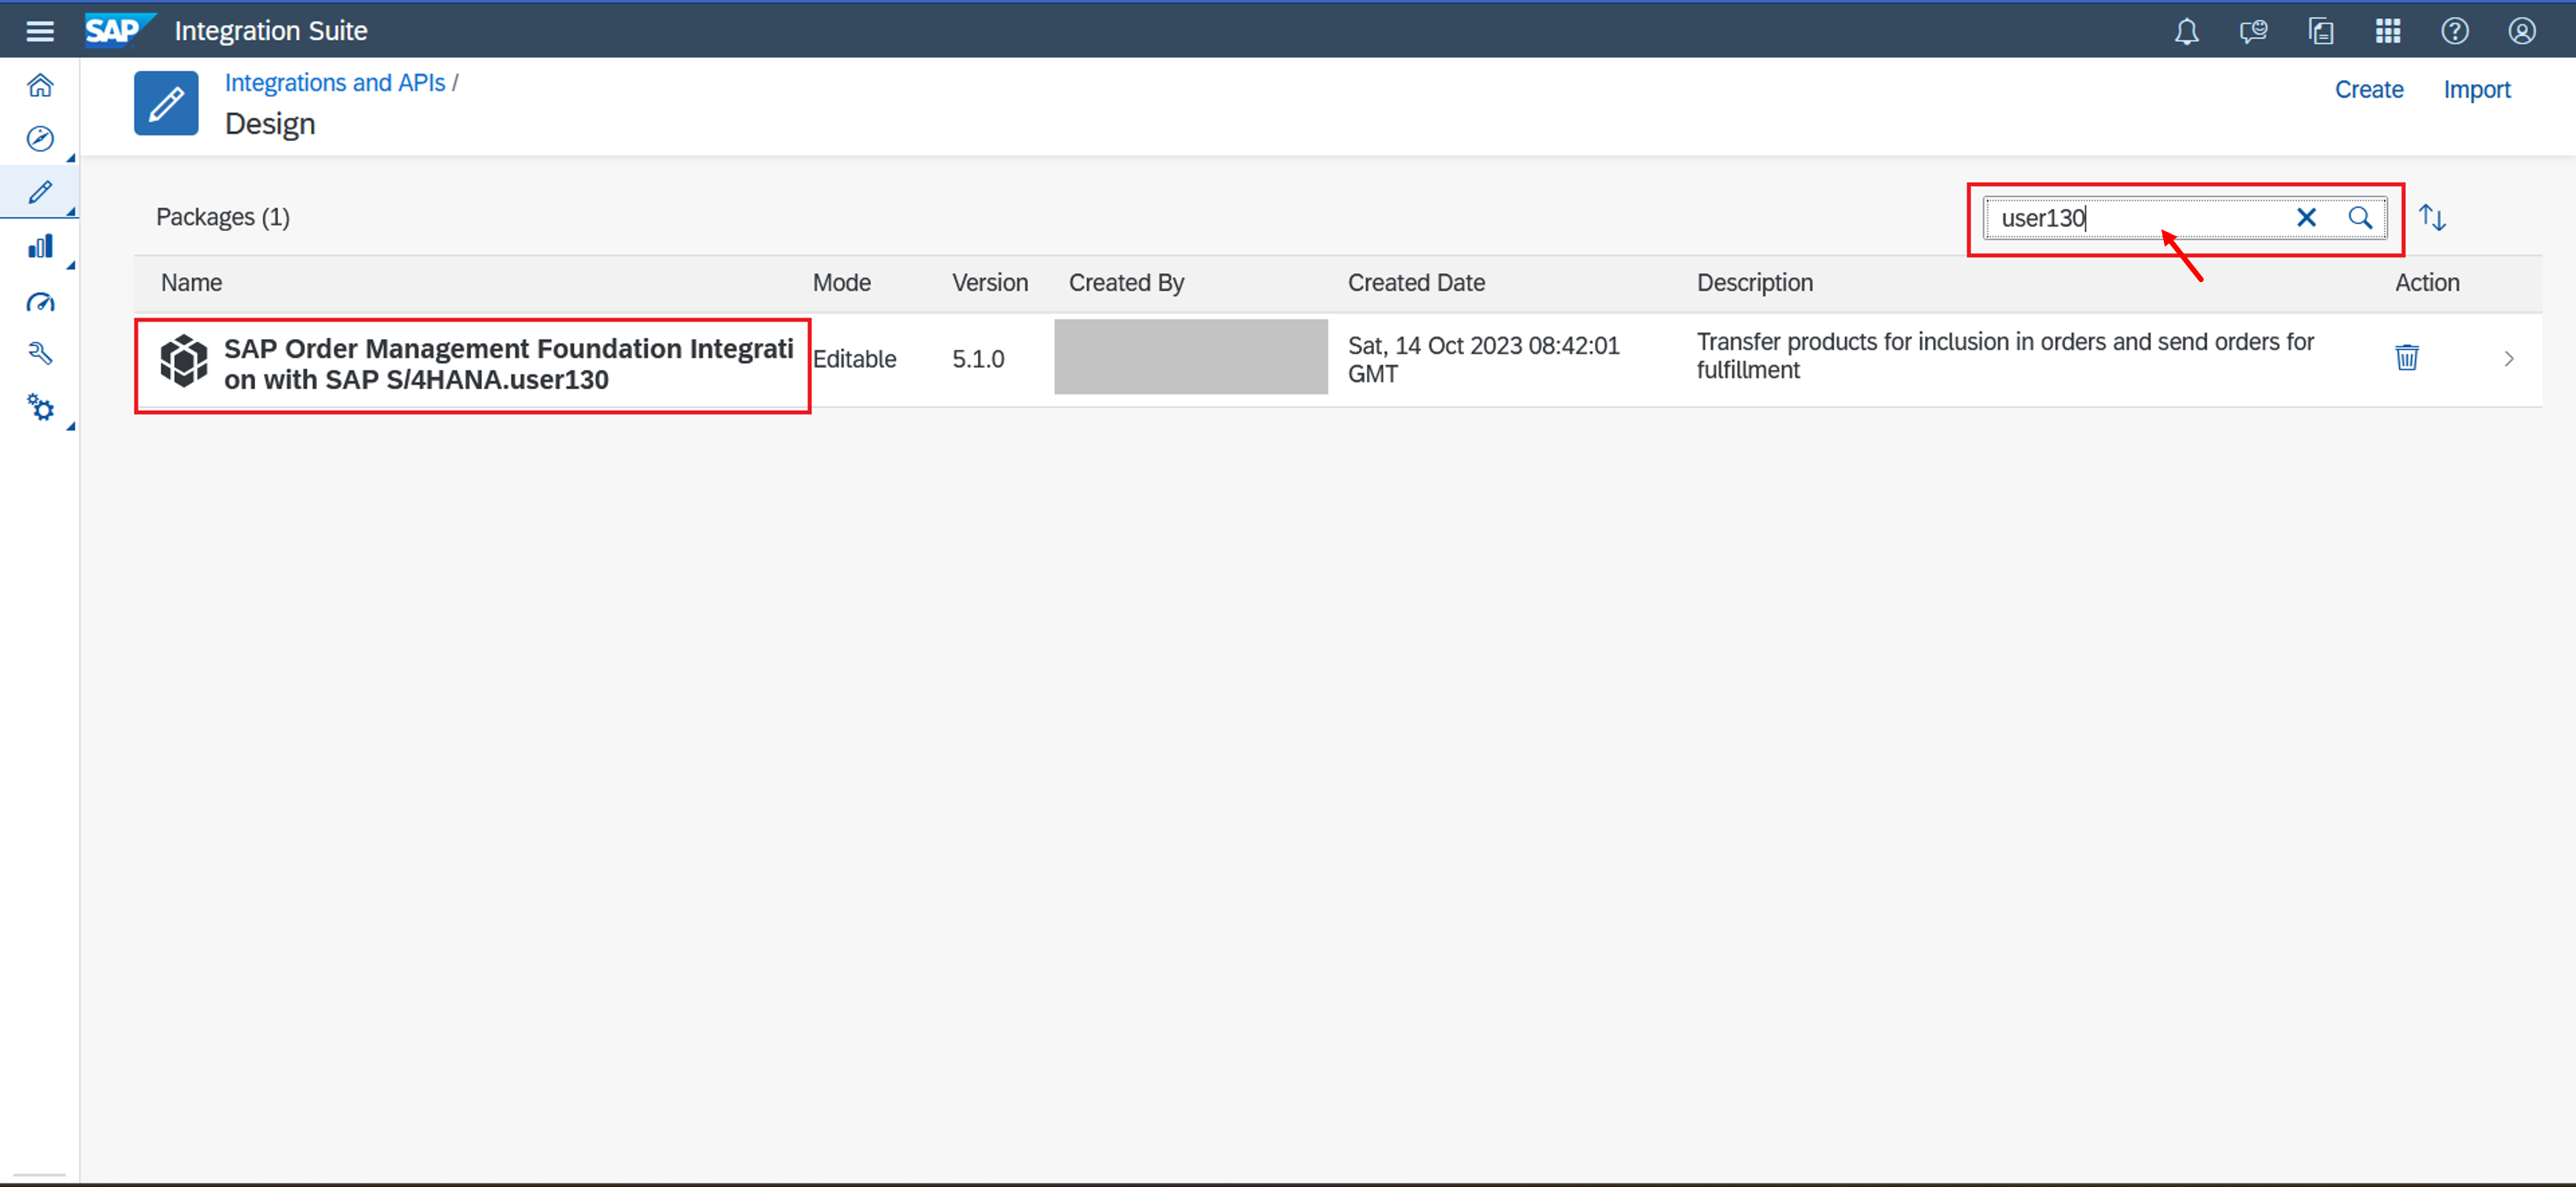 SAP Integration Suite
Integrations and APIs /
Design
Create Import
Packages (1)
user130
Name Mode Version Created By Created Date Description Action
SAP Order Management Foundation Integrati
on with SAP S/4HANA.user130
Editable
5.1.0
Sat, 14 Oct 2023 08:42:01
GMT
Transfer products for inclusion in orders and send orders for
fulfillment